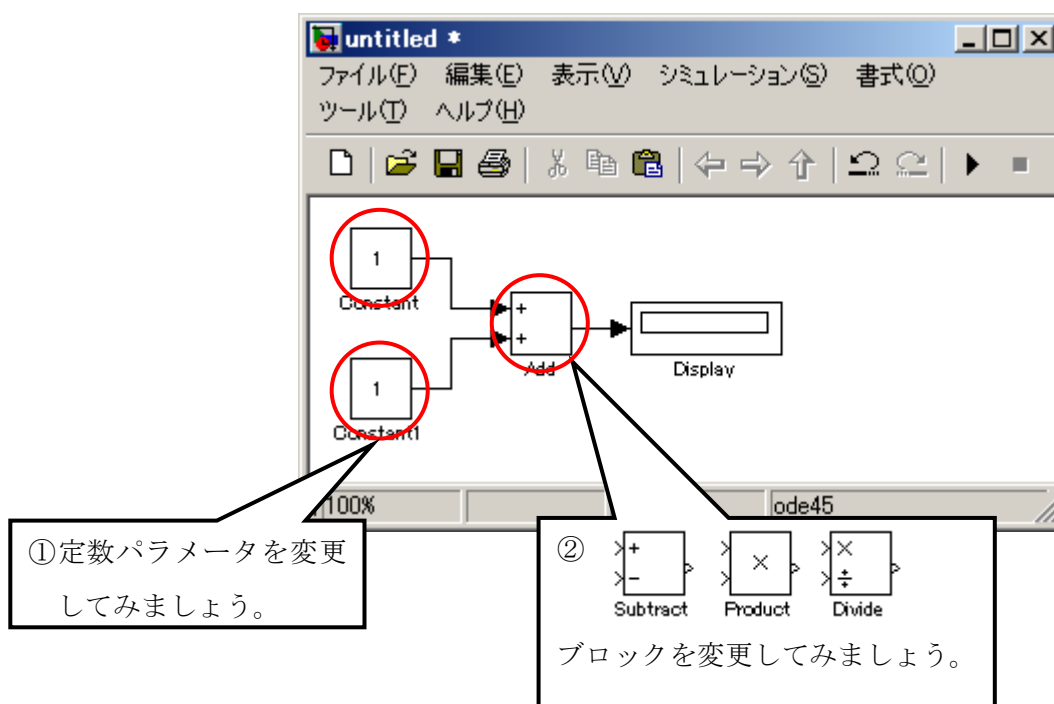 untitled *
ファイル(F) 編集(E) 表示(V) シミュレーション(S) 書式(O)
ツール(T) ヘルプ(H)
1
Constant
+
+
Add
Display
1
Constant1
100%
ode45
①定数パラメータを変更
してみましょう。
②
+
−
×
×
÷
Subtract Product Divide
ブロックを変更してみましょう。